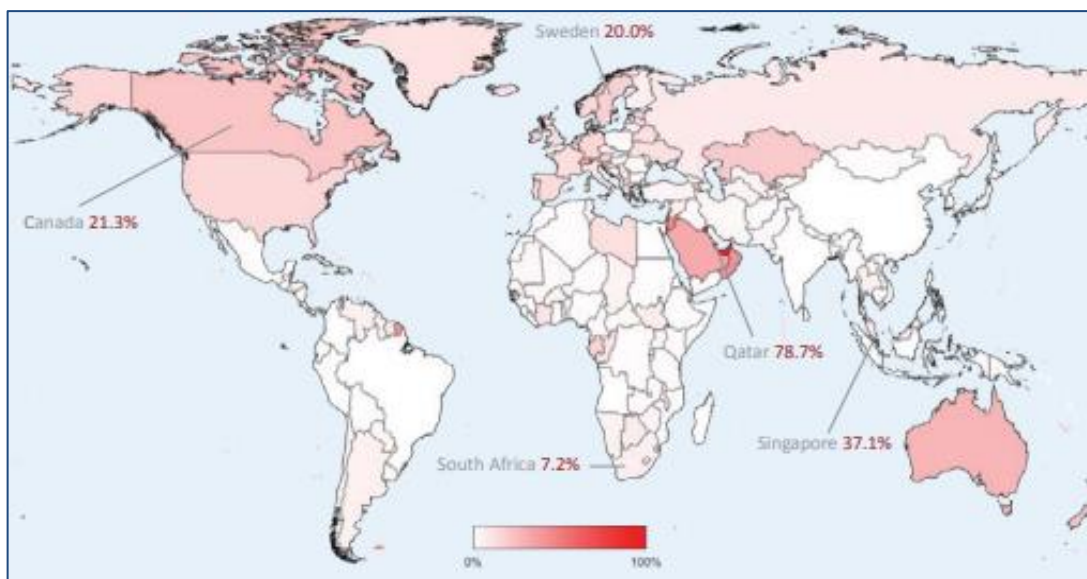 Sweden 20.0%
Canada 21.3%
Qatar 78.7%
Singapore 37.1%
South Africa 7.2%
0% 100%